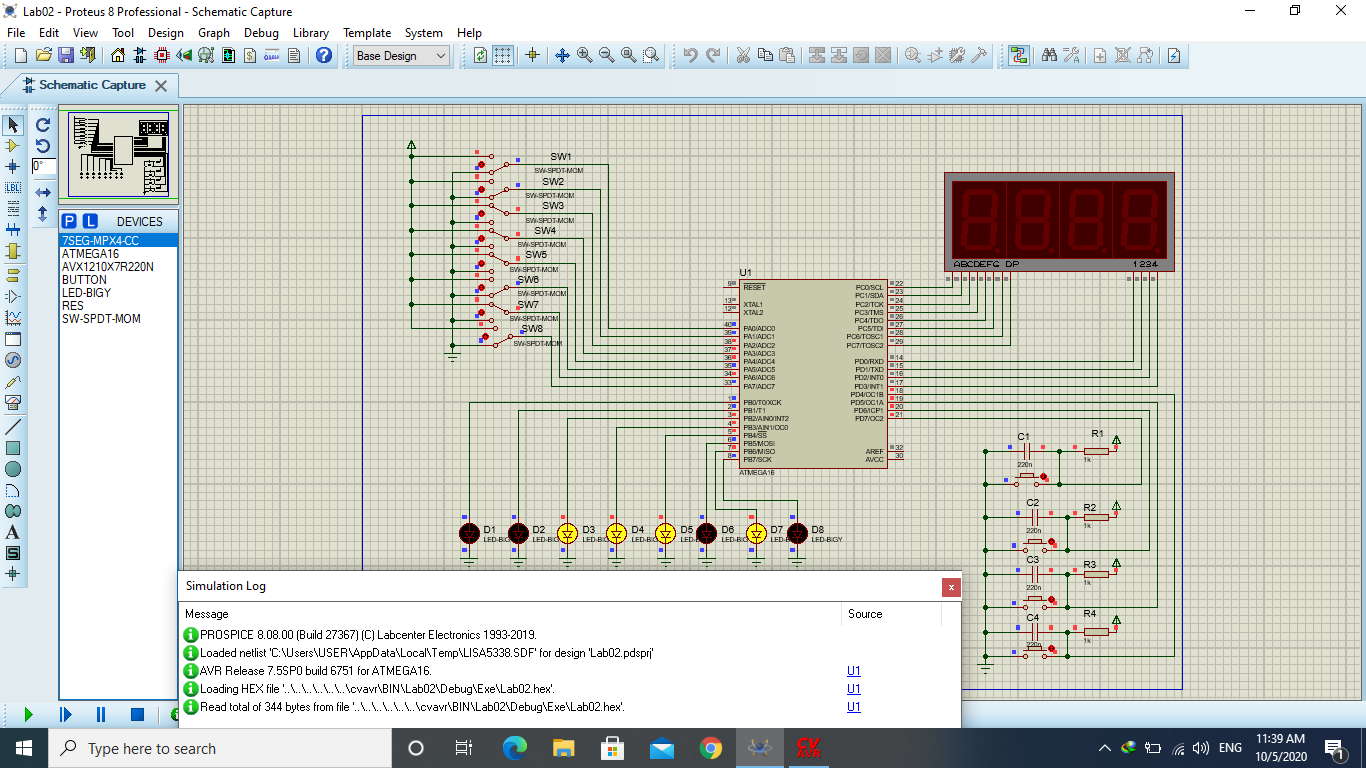 Lab02 - Proteus 8 Professional - Schematic Capture
File Edit View Tool Design Graph Debug Library Template System Help
Base Design
Schematic Capture
0°
P L DEVICES
7SEG-MPX4-CC
ATMEGA16
AVX1210X7R220N
BUTTON
LED-BIGY
RES
SW-SPDT-MOM
SW1
SW-SPDT-MOM
SW2
SW-SPDT-MOM
SW3
SW-SPDT-MOM
SW4
SW-SPDT-MOM
SW5
SW-SPDT-MOM
SW6
SW-SPDT-MOM
SW7
SW-SPDT-MOM
SW8
SW-SPDT-MOM
ABCDEFG DP 1234
U1
9 RESET
13 XTAL1
12 XTAL2
40 PA0/ADC0
39 PA1/ADC1
38 PA2/ADC2
37 PA3/ADC3
36 PA4/ADC4
35 PA5/ADC5
34 PA6/ADC6
33 PA7/ADC7
1 PB0/T0/XCK
2 PB1/T1
3 PB2/AIN0/INT2
4 PB3/AIN1/OC0
5 PB4/SS
6 PB5/MOSI
7 PB6/MISO
8 PB7/SCK
PC0/SCL 22
PC1/SDA 23
PC2/TCK 24
PC3/TMS 25
PC4/TDO 26
PC5/TDI 27
PC6/TOSC1 28
PC7/TOSC2 29
PD0/RXD 14
PD1/TXD 15
PD2/INT0 16
PD3/INT1 17
PD4/OC1B 18
PD5/OC1A 19
PD6/ICP1 20
PD7/OC2 21
AREF 32
AVCC 30
ATMEGA16
C1 R1
220n 1k
C2 R2
220n 1k
C3 R3
220n 1k
C4 R4
220n 1k
D1 D2 D3 D4 D5 D6 D7 D8
LED-BIG LED-BIG LED-BIG LED-BIG LED-BIG LED-BIG LED-BIGY
Simulation Log
x
Message Source
PROSPICE 8.08.00 (Build 27367) (C) Labcenter Electronics 1993-2019.
Loaded netlist 'C:\Users\USER\AppData\Local\Temp\LISA5338.SDF' for design 'Lab02.pdsprj'
AVR Release 7.5SP0 build 6751 for ATMEGA16. U1
Loading HEX file '..\..\..\..\..\..\cvavr\BIN\Lab02\Debug\Exe\Lab02.hex'. U1
Read total of 344 bytes from file '..\..\..\..\..\..\cvavr\BIN\Lab02\Debug\Exe\Lab02.hex'. U1
Type here to search
CV
AVR
ENG
11:39 AM
10/5/2020
1